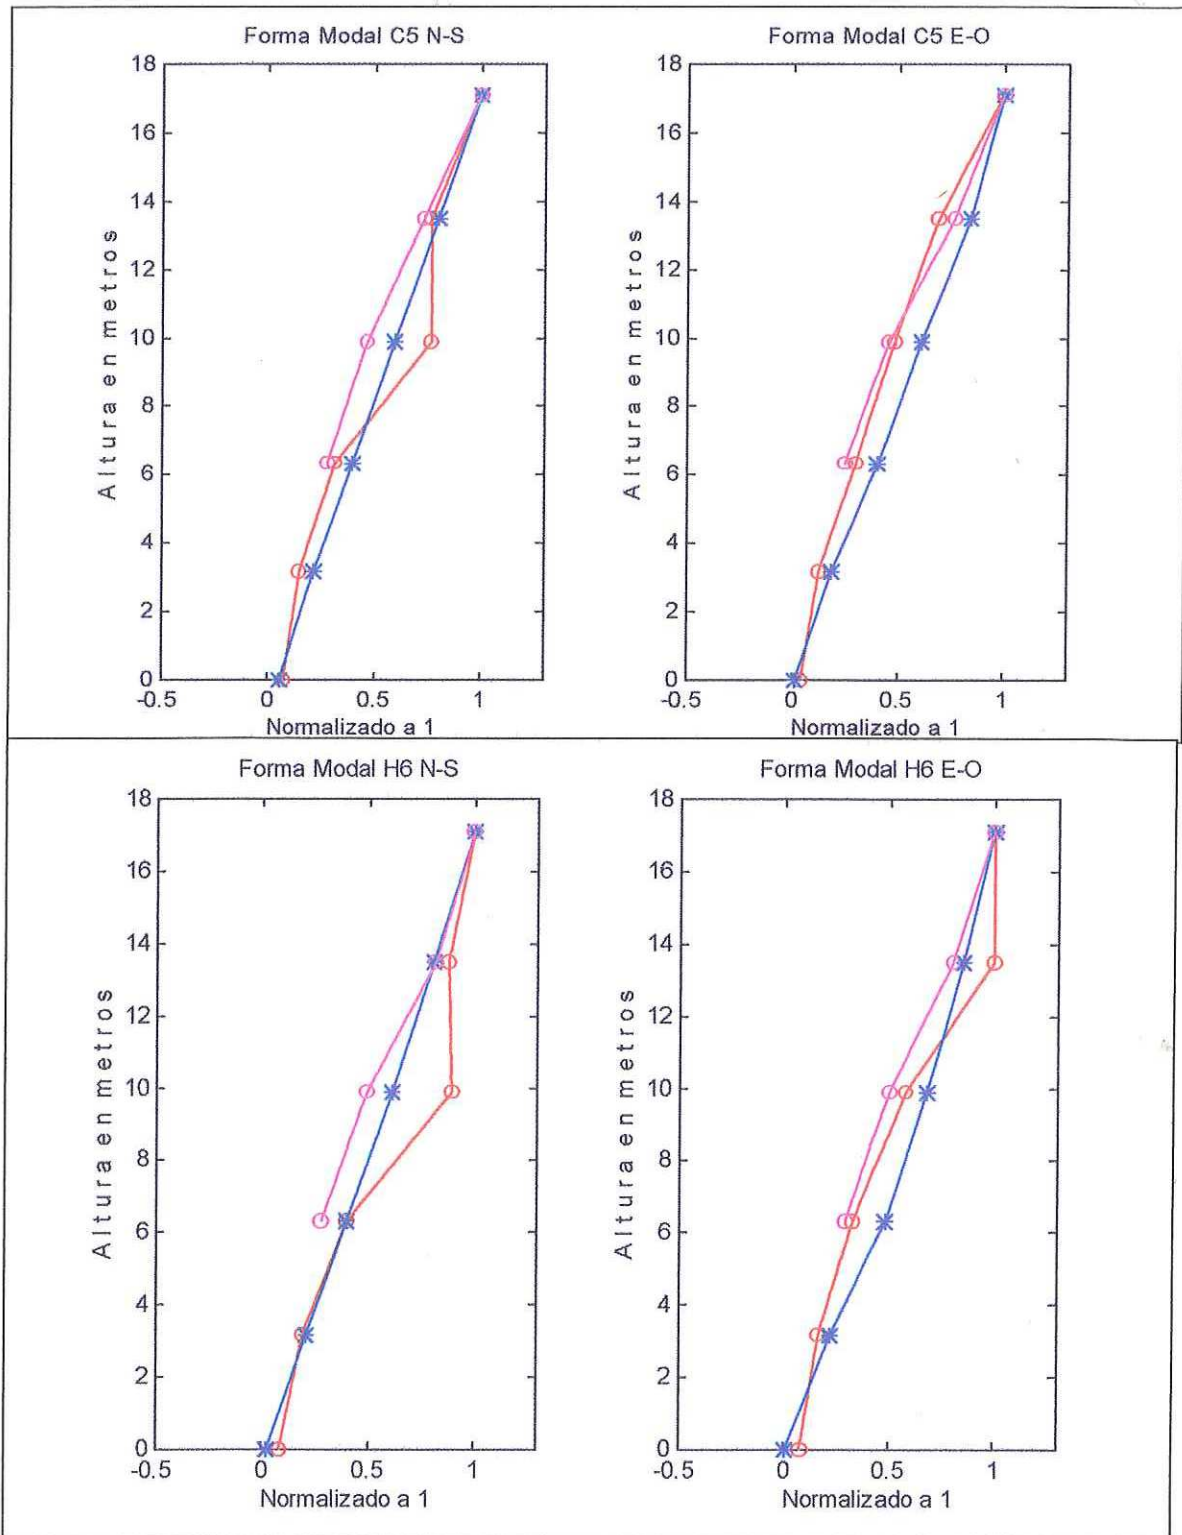 Forma Modal C5 N-S
18
16
14
12
10
8
6
4
2
0
-0.5 0 0.5 1
Altura en metros
Normalizado a 1
Forma Modal C5 E-O
18
16
14
12
10
8
6
4
2
0
-0.5 0 0.5 1
Altura en metros
Normalizado a 1
Forma Modal H6 N-S
18
16
14
12
10
8
6
4
2
0
-0.5 0 0.5 1
Altura en metros
Normalizado a 1
Forma Modal H6 E-O
18
16
14
12
10
8
6
4
2
0
-0.5 0 0.5 1
Altura en metros
Normalizado a 1